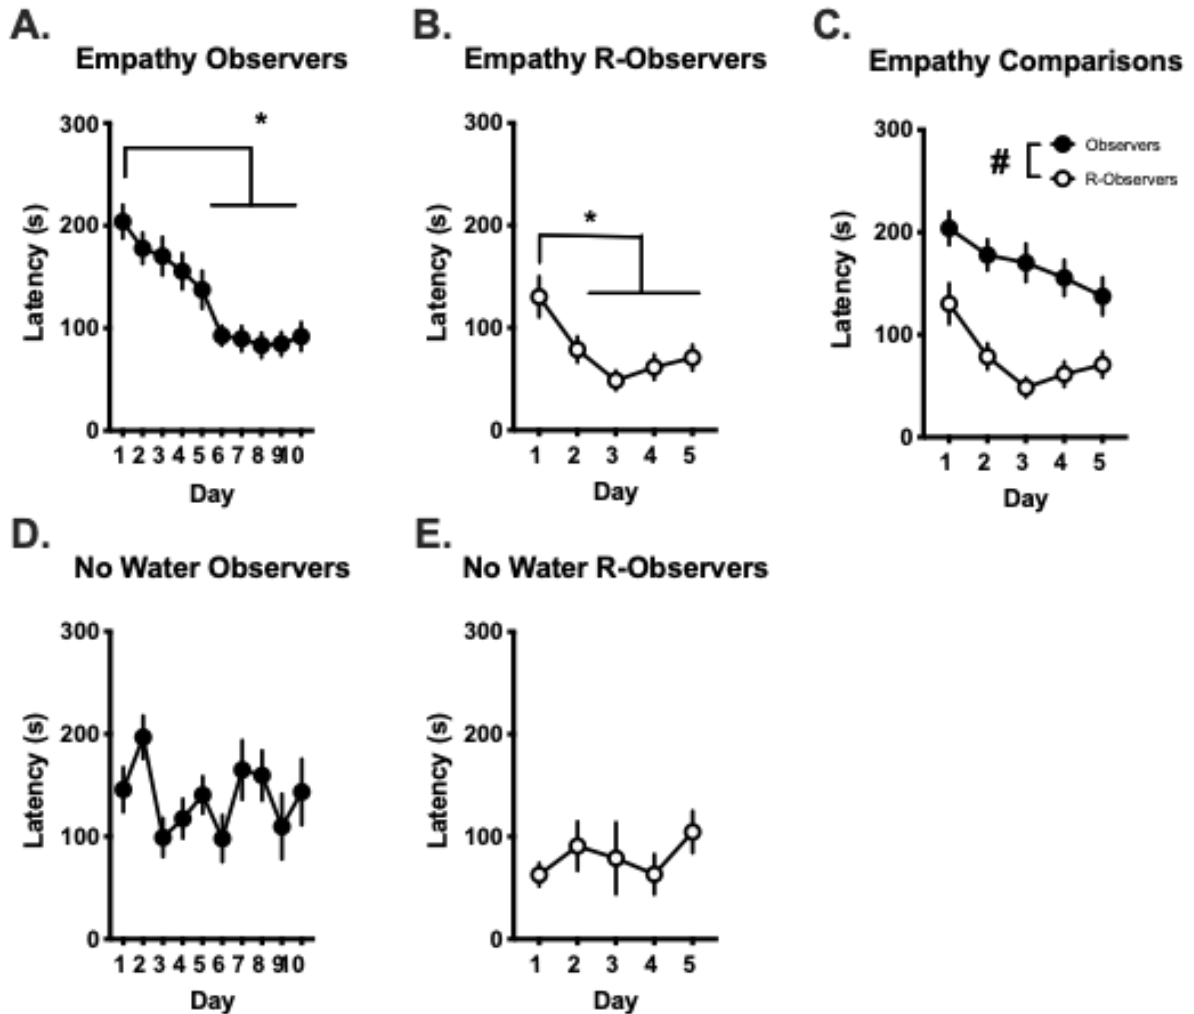 A.
Empathy Observers
*
300
200
100
0
Latency (s)
1 2 3 4 5 6 7 8 9 10
Day
B.
Empathy R-Observers
*
300
200
100
0
Latency (s)
1 2 3 4 5
Day
C.
Empathy Comparisons
# Observers
R-Observers
300
200
100
0
Latency (s)
1 2 3 4 5
Day
D.
No Water Observers
300
200
100
0
Latency (s)
1 2 3 4 5 6 7 8 9 10
Day
E.
No Water R-Observers
300
200
100
0
Latency (s)
1 2 3 4 5
Day